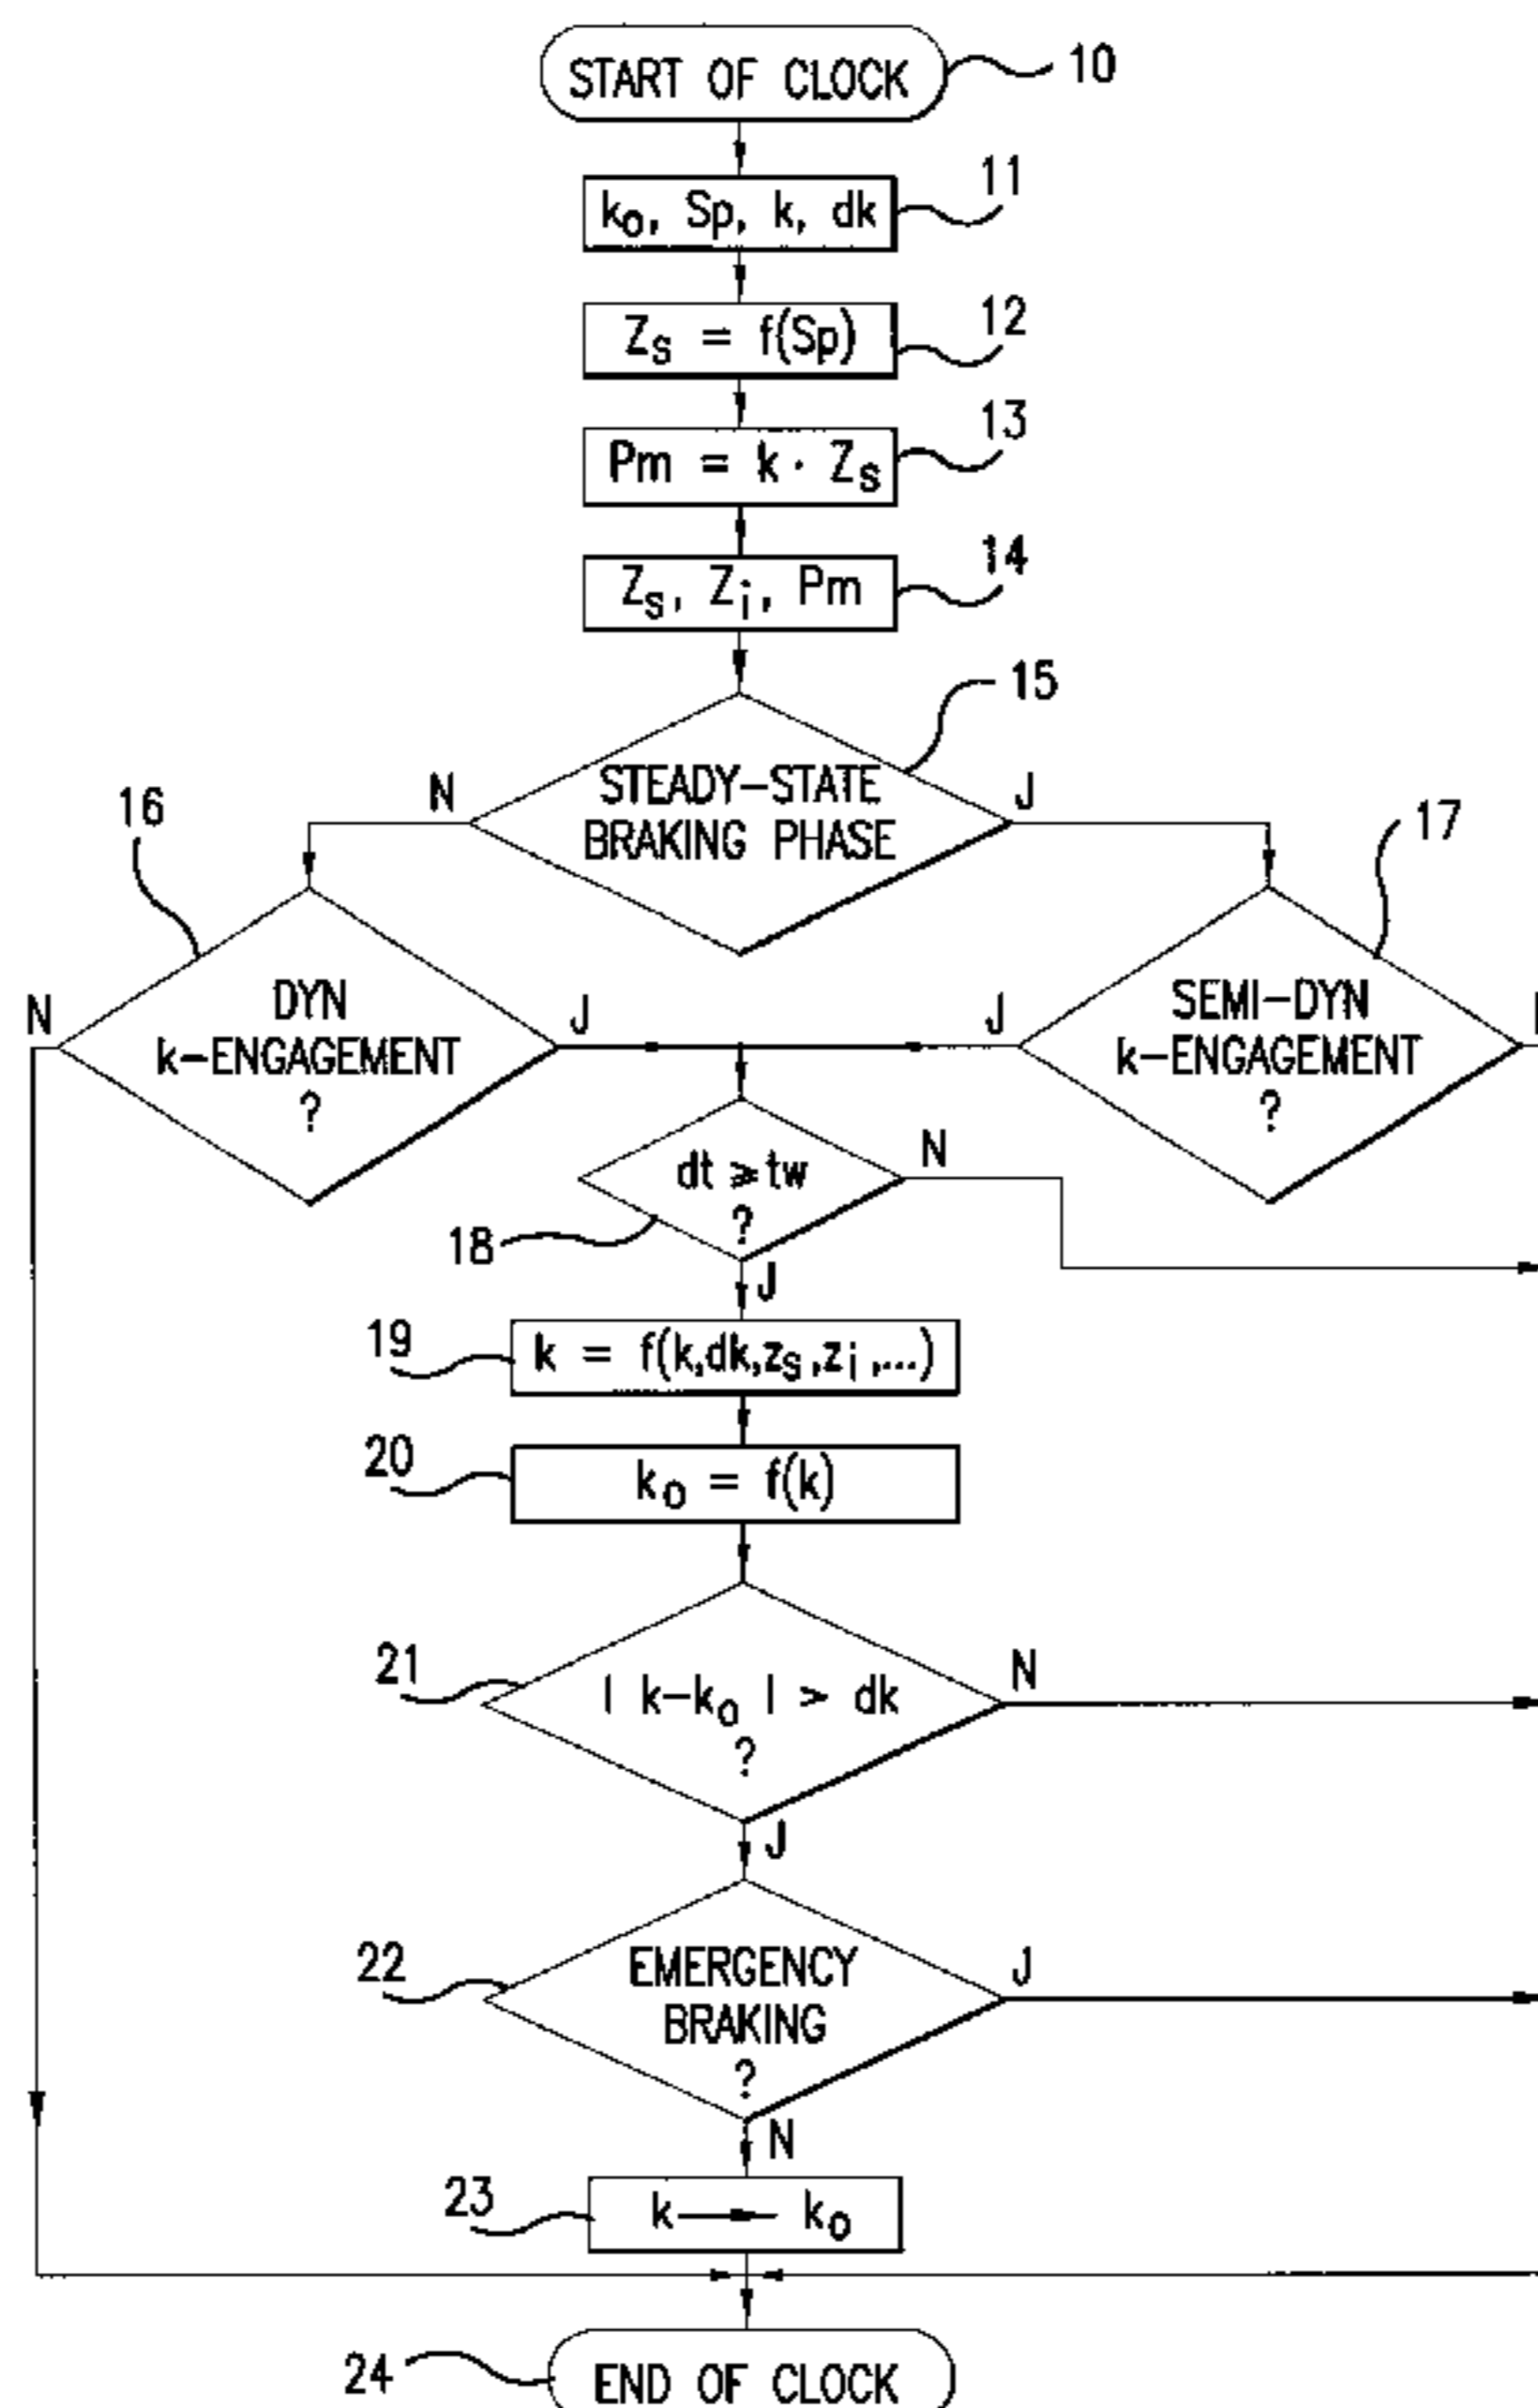 START OF CLOCK
10
k₀, Sp, k, dk
11
Zₛ = f(Sp)
12
Pm = k · Zₛ
13
Zₛ, Zᵢ, Pm
14
STEADY-STATE
BRAKING PHASE
15
N
J
16
17
DYN
k-ENGAGEMENT
?
N
J
SEMI-DYN
k-ENGAGEMENT
?
J
dt ⩾ tw
?
N
18
J
19
k = f(k,dk,zₛ,zᵢ,...)
20
k₀ = f(k)
21
| k-k₀ | > dk
?
N
J
22
EMERGENCY
BRAKING
?
J
N
23
k → k₀
24
END OF CLOCK